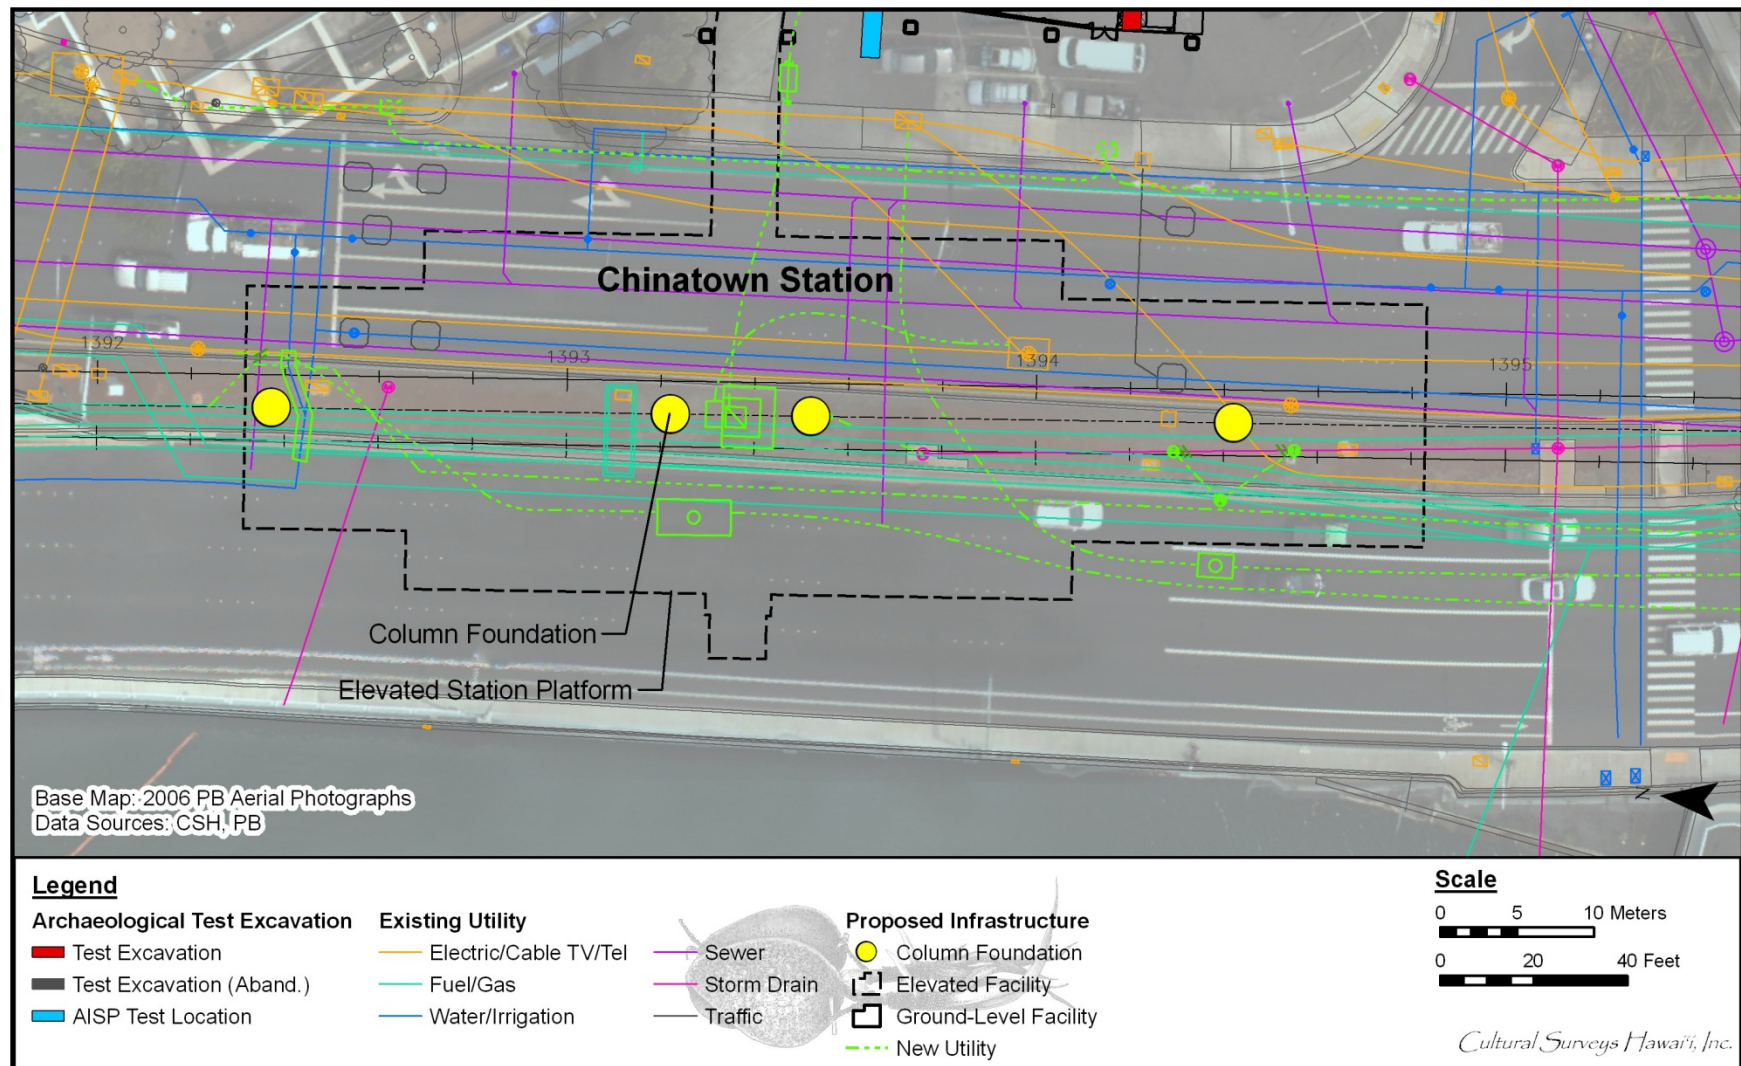 Chinatown Station
1392
1393
1394
1395
Column Foundation
Elevated Station Platform
Base Map: 2006 PB Aerial Photographs
Data Sources: CSH, PB
N
Legend
Archaeological Test Excavation
Test Excavation
Test Excavation (Aband.)
AISP Test Location
Existing Utility
Electric/Cable TV/Tel
Fuel/Gas
Water/Irrigation
Sewer
Storm Drain
Traffic
Proposed Infrastructure
Column Foundation
Elevated Facility
Ground-Level Facility
New Utility
Scale
0 5 10 Meters
0 20 40 Feet
Cultural Surveys Hawai'i, Inc.